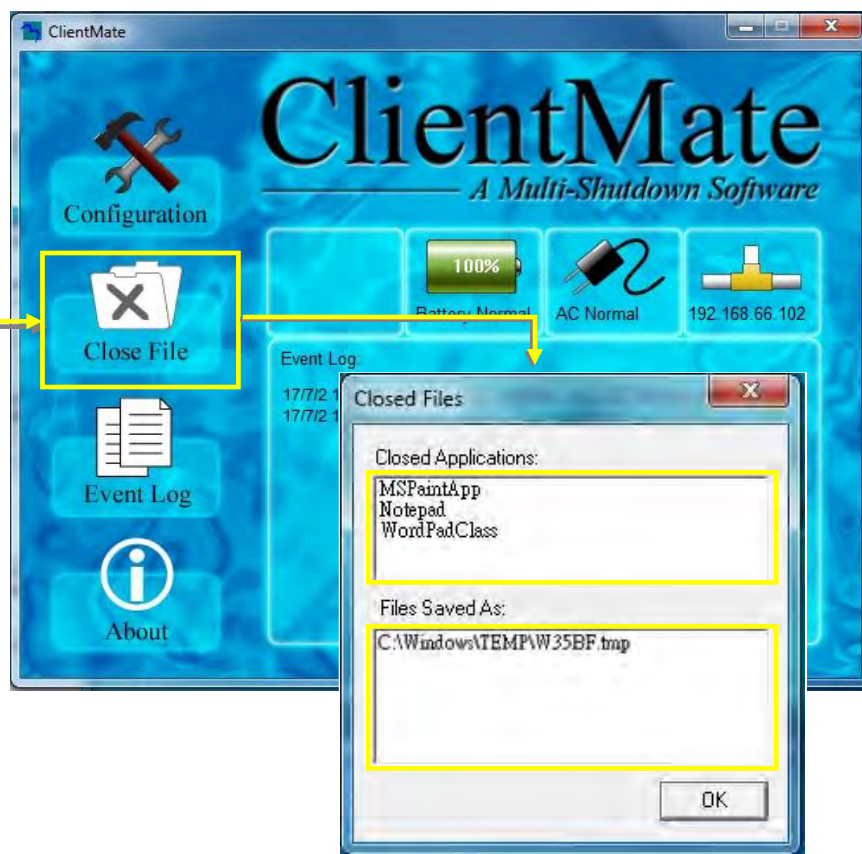 ClientMate
ClientMate
A Multi-Shutdown Software
Configuration
Close File
Event Log
About
100%
Battery Normal
AC Normal
192.168.66.102
Event Log:
17/7/2 1
17/7/2 1
Closed Files
Closed Applications:
MSPaintApp
Notepad
WordPadClass
Files Saved As:
C:\Windows\TEMP\W35BF.tmp
OK